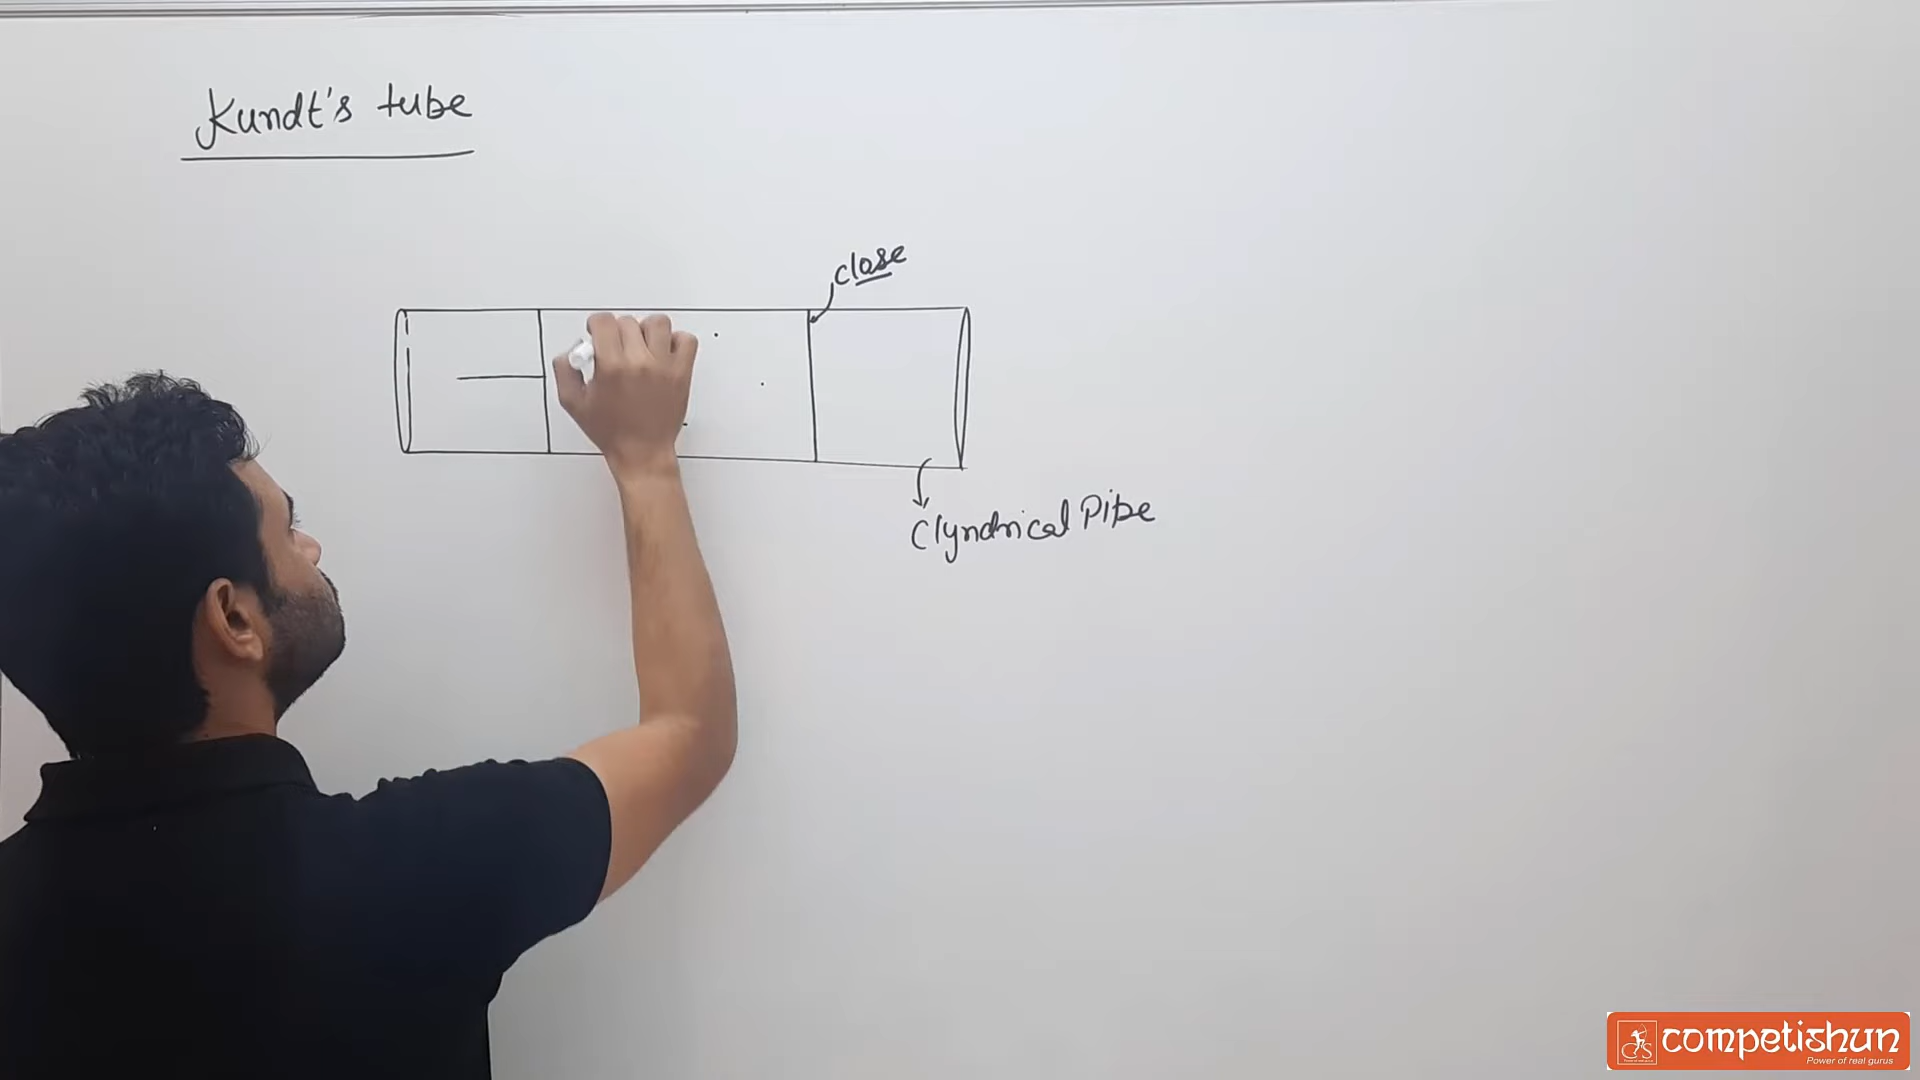 Kundt's tube
close
Clyndrical Pipe
competishun
Power of real gurus